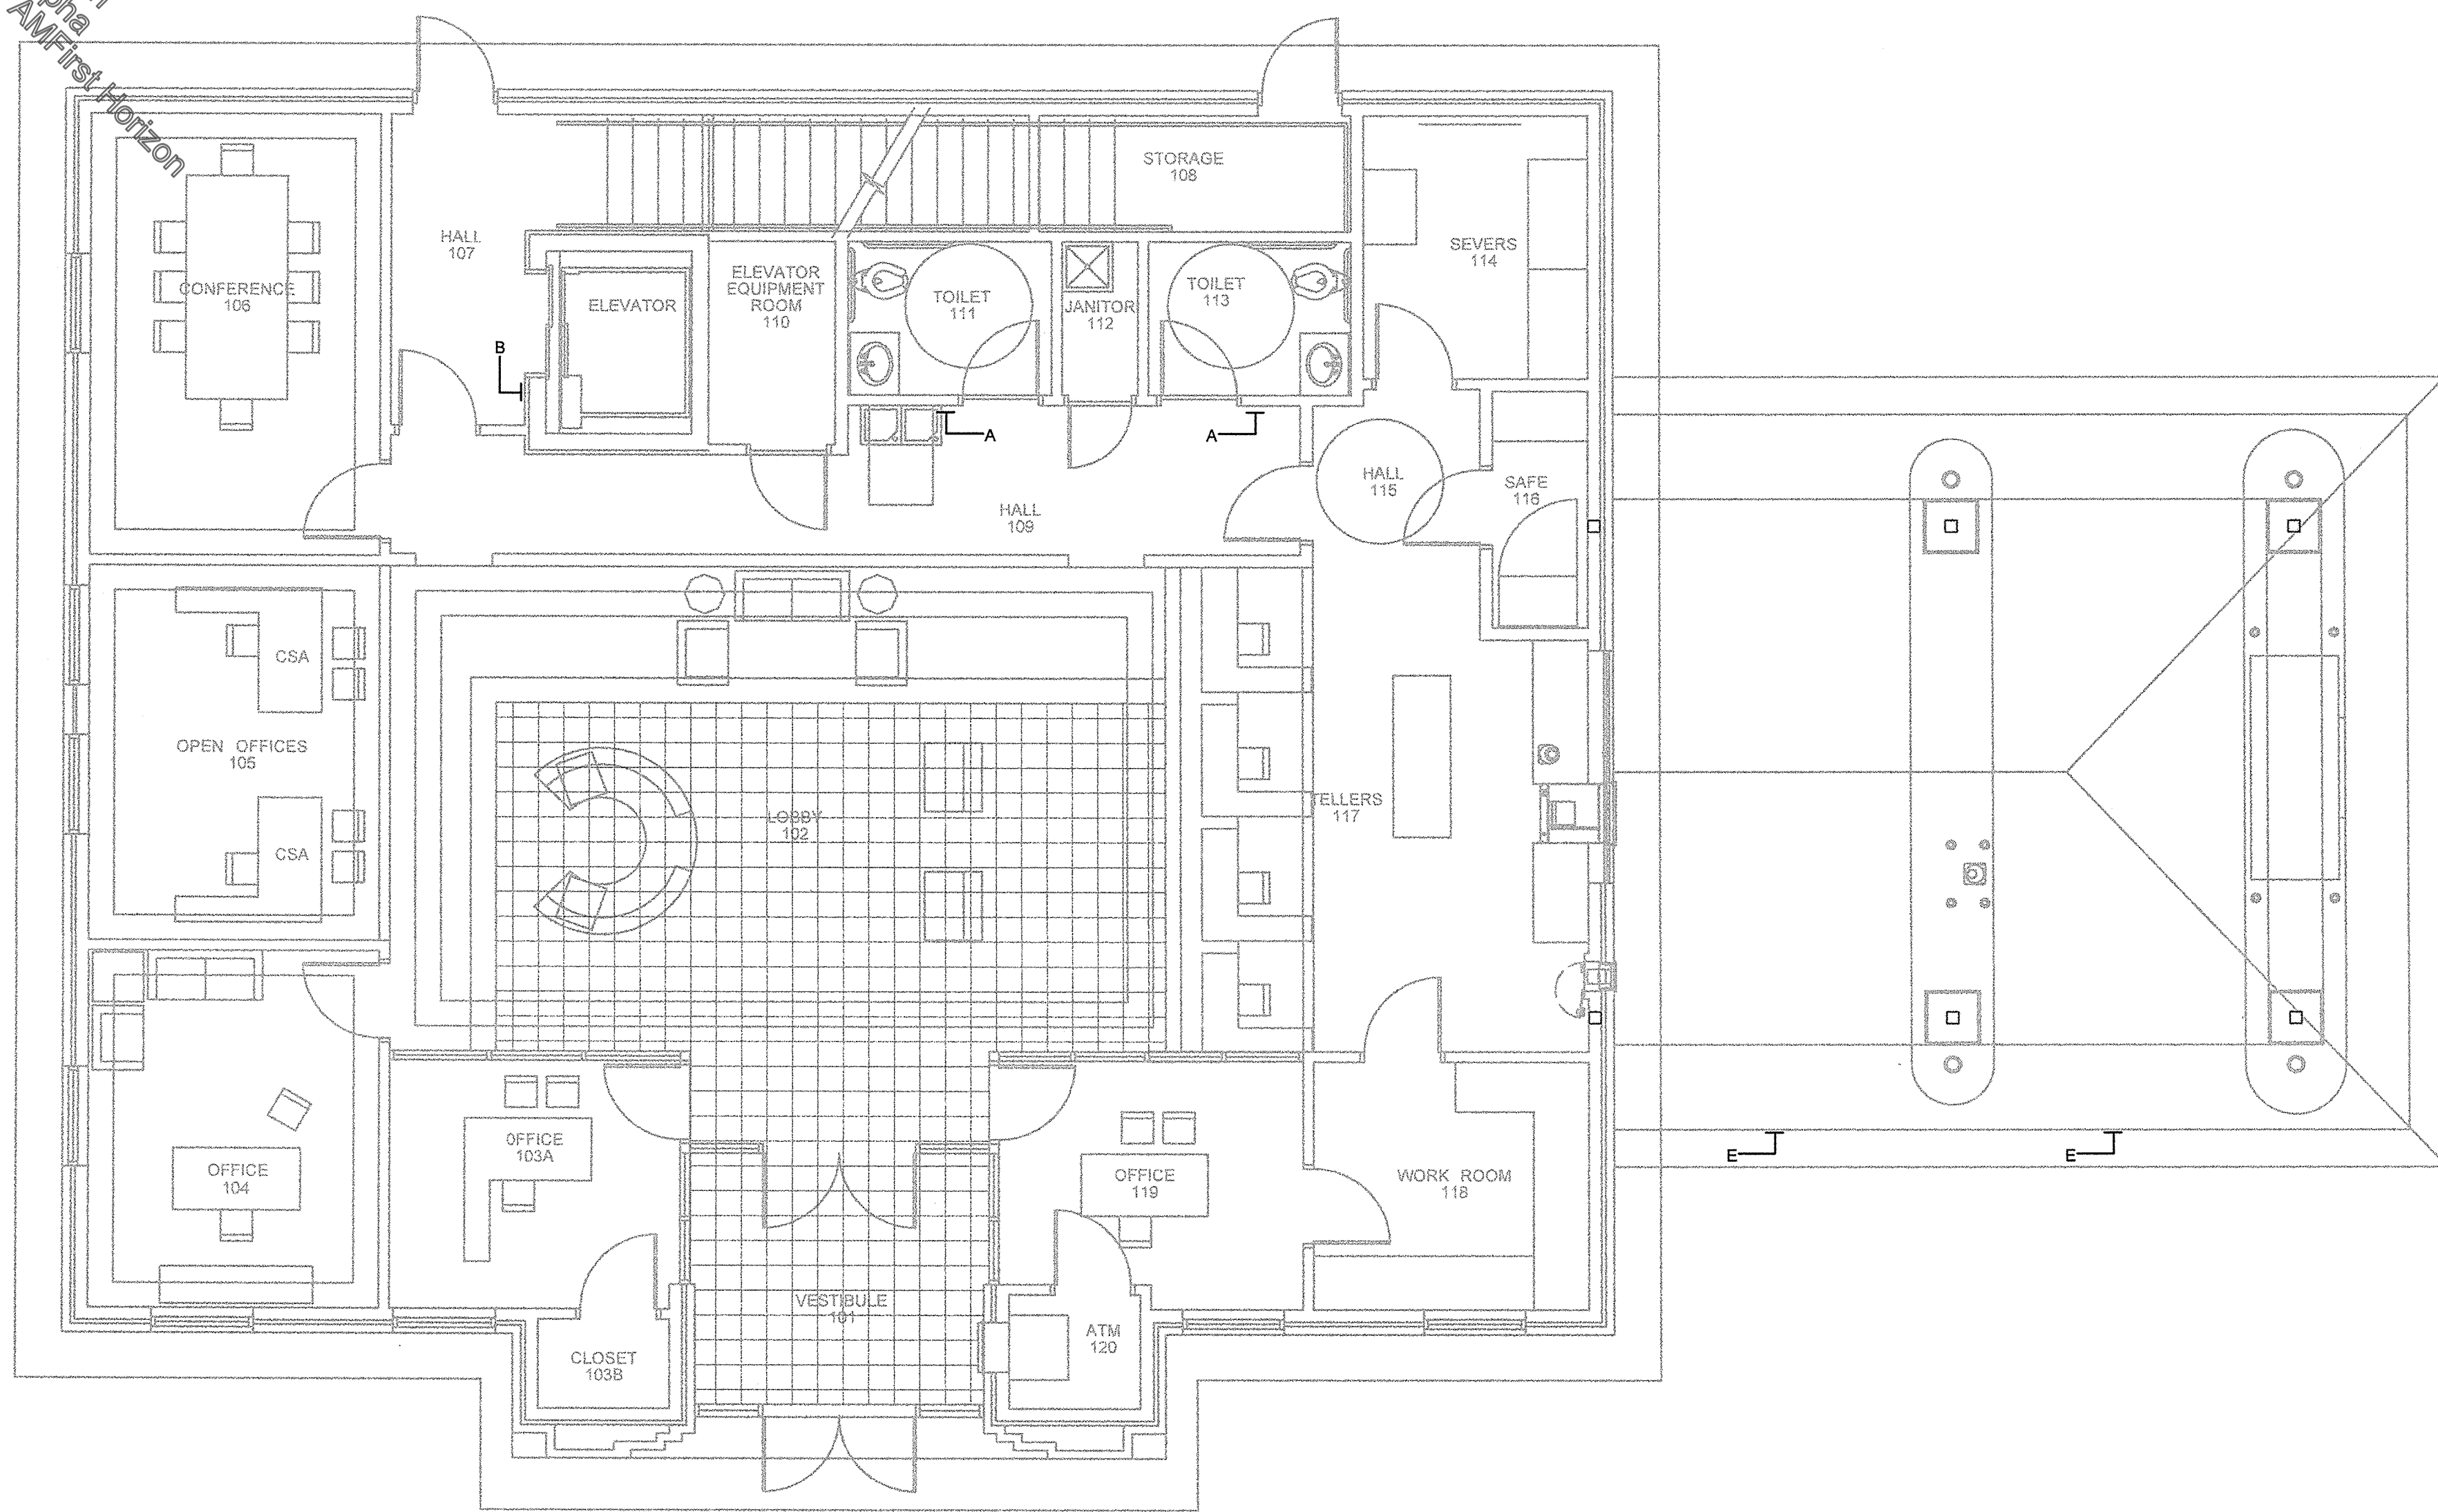 pha
AMFirst Horizon
STORAGE
108
HALL
107
SEVERS
114
CONFERENCE
106
ELEVATOR
ELEVATOR
EQUIPMENT
ROOM
110
TOILET
111
JANITOR
112
TOILET
113
B
A
A
HALL
115
SAFE
116
HALL
109
CSA
OPEN OFFICES
105
CSA
LOBBY
102
TELLERS
117
OFFICE
103A
OFFICE
104
OFFICE
119
WORK ROOM
118
E
E
VESTIBULE
101
CLOSET
103B
ATM
120